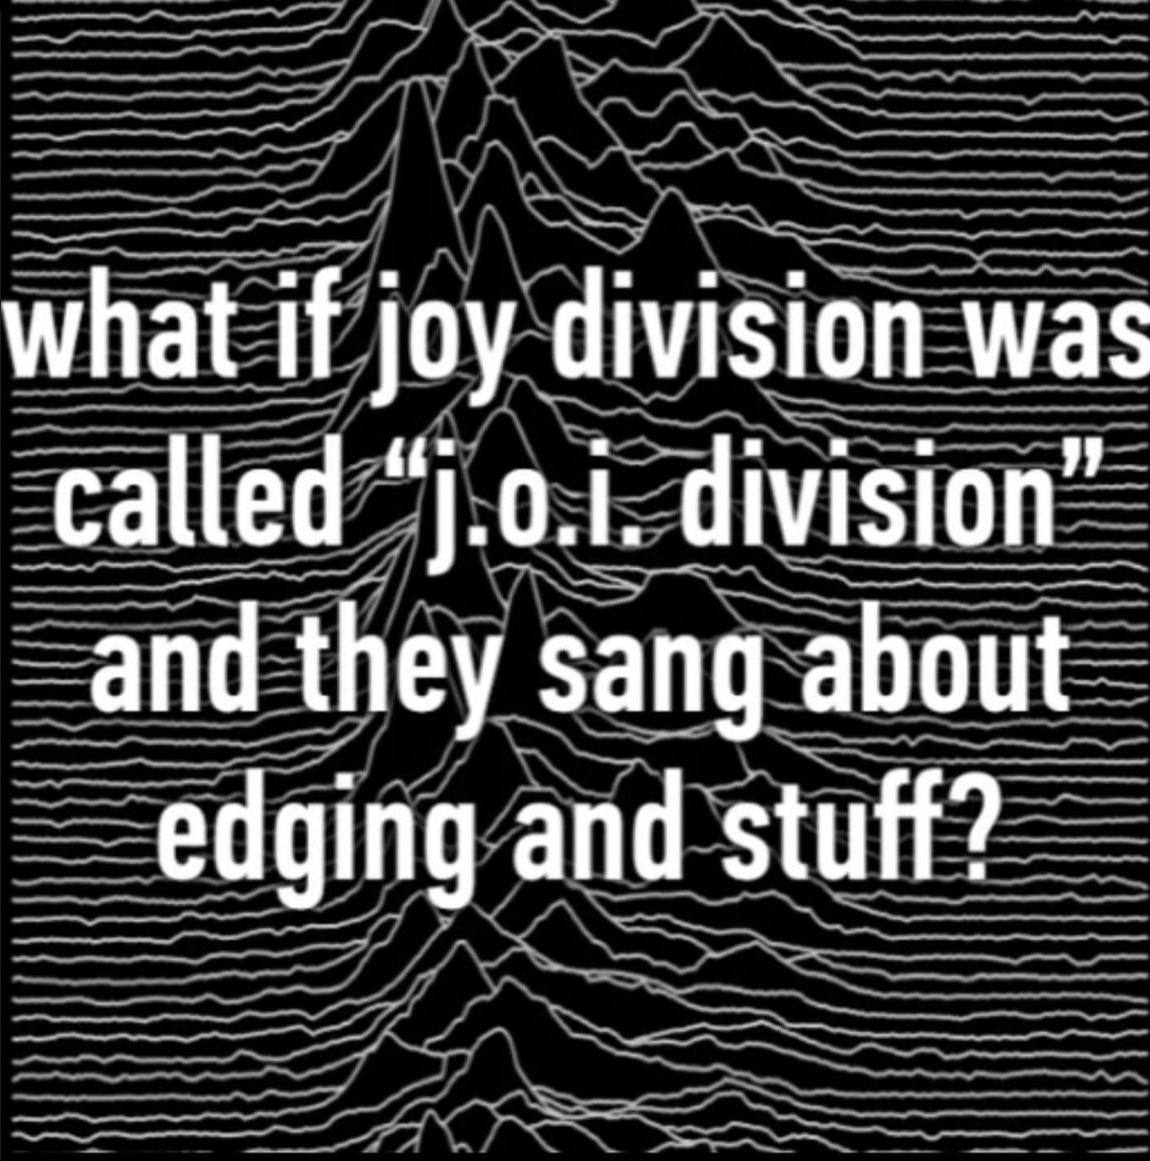 what if joy division was
called “j.o.i. division”
and they sang about
edging and stuff?